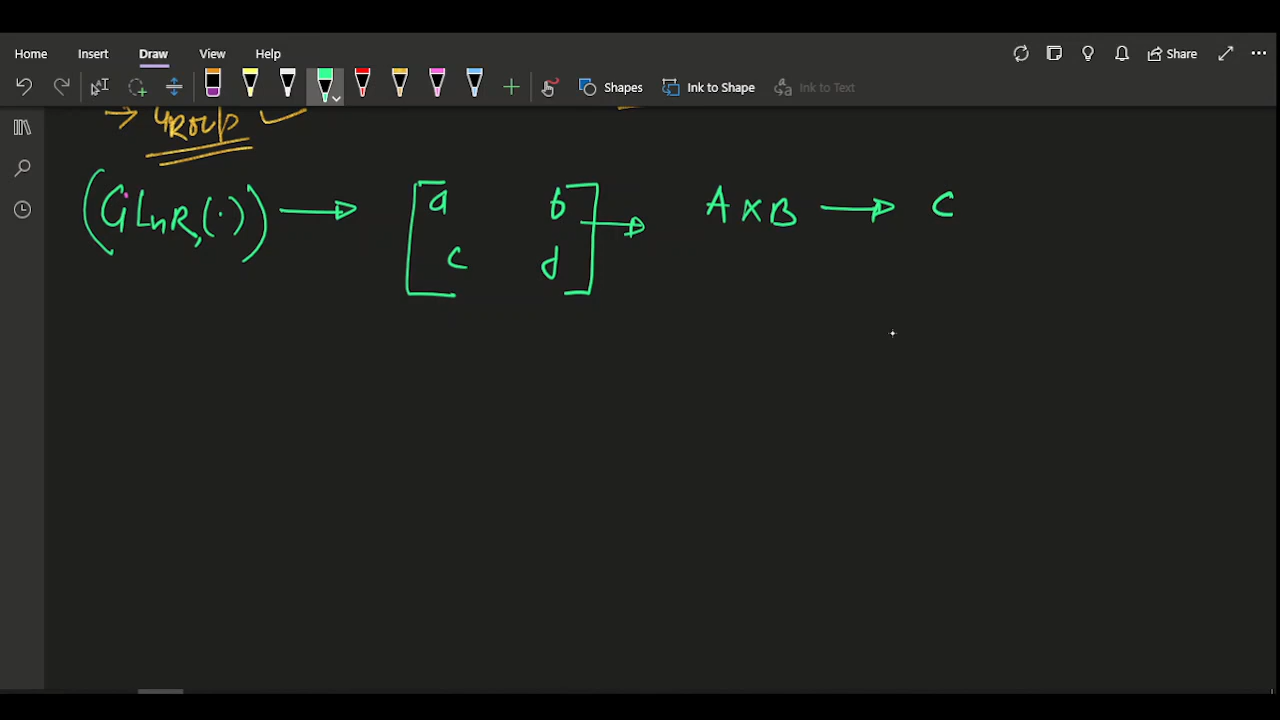 Home Insert Draw View Help Share
Shapes Ink to Shape Ink to Text
→ GROUP ✓
(GLnR,(·)) → [a b → A×B → C
c d]